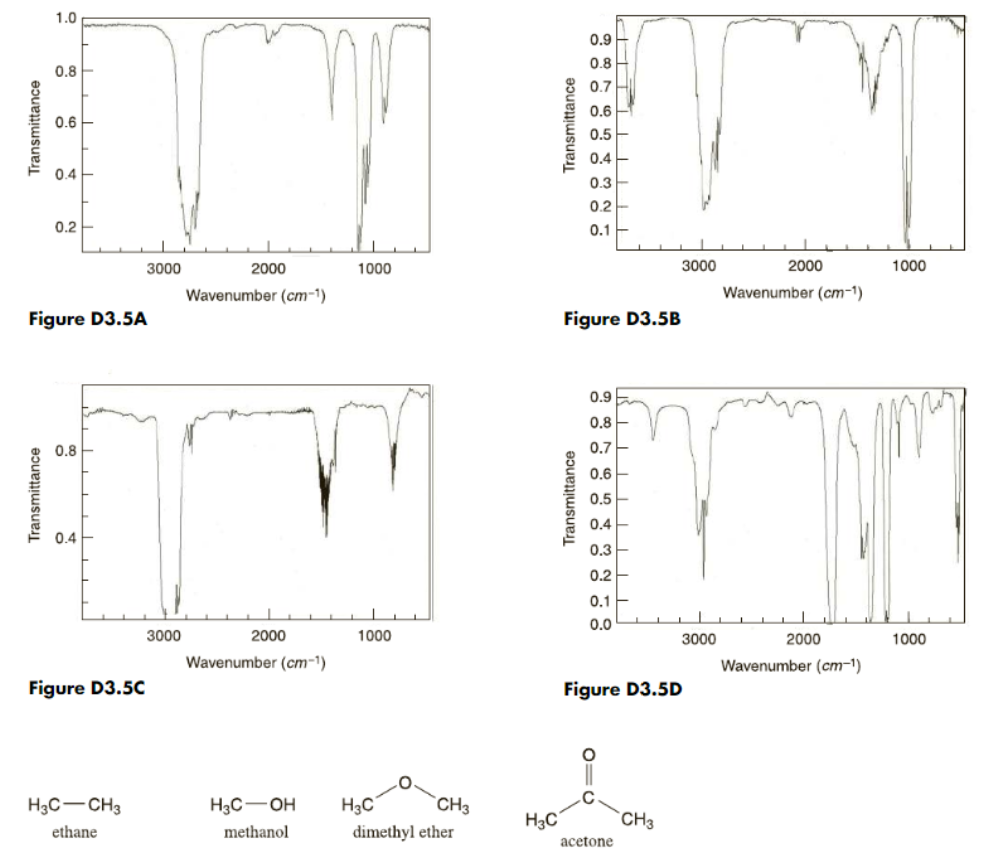 1.0
0.8
0.6
0.4
0.2
Transmittance
3000 2000 1000
Wavenumber (cm⁻¹)
Figure D3.5A
0.9
0.8
0.7
0.6
0.5
0.4
0.3
0.2
0.1
Transmittance
3000 2000 1000
Wavenumber (cm⁻¹)
Figure D3.5B
0.8
0.4
Transmittance
3000 2000 1000
Wavenumber (cm⁻¹)
Figure D3.5C
0.9
0.8
0.7
0.6
0.5
0.4
0.3
0.2
0.1
0.0
Transmittance
3000 2000 1000
Wavenumber (cm⁻¹)
Figure D3.5D
H₃C—CH₃
ethane
H₃C—OH
methanol
O
H₃C CH₃
dimethyl ether
O
C
H₃C CH₃
acetone